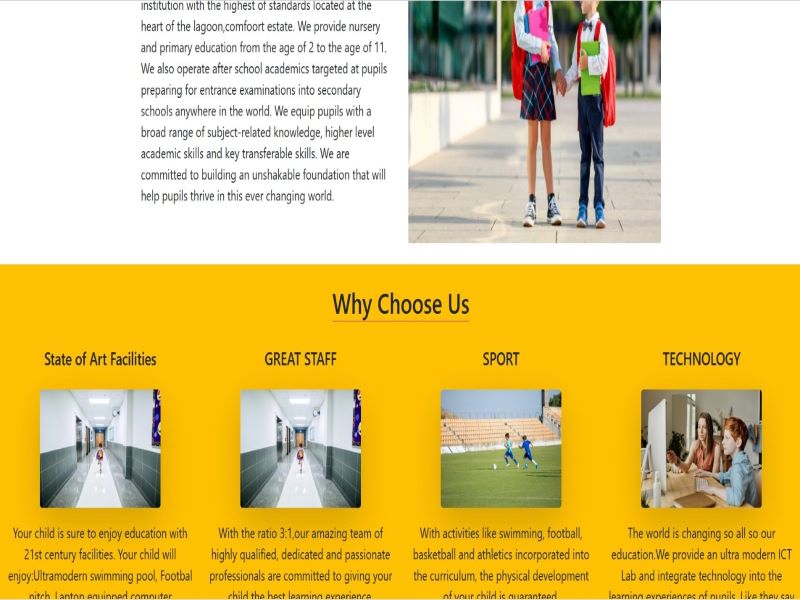 institution with the highest of standards located at the
heart of the lagoon,comfoort estate. We provide nursery
and primary education from the age of 2 to the age of 11.
We also operate after school academics targeted at pupils
preparing for entrance examinations into secondary
schools anywhere in the world. We equip pupils with a
broad range of subject-related knowledge, higher level
academic skills and key transferable skills. We are
committed to building an unshakable foundation that will
help pupils thrive in this ever changing world.
Why Choose Us
State of Art Facilities
GREAT STAFF
SPORT
TECHNOLOGY
Your child is sure to enjoy education with
21st century facilities. Your child will
enjoy:Ultramodern swimming pool, Footbal
pitch, Laptop equipped computer
With the ratio 3:1,our amazing team of
highly qualified, dedicated and passionate
professionals are committed to giving your
child the best learning experience
With activities like swimming, football,
basketball and athletics incorporated into
the curriculum, the physical development
of your child is guaranteed
The world is changing so all so our
education.We provide an ultra modern ICT
Lab and integrate technology into the
learning experiences of pupils. Like they say